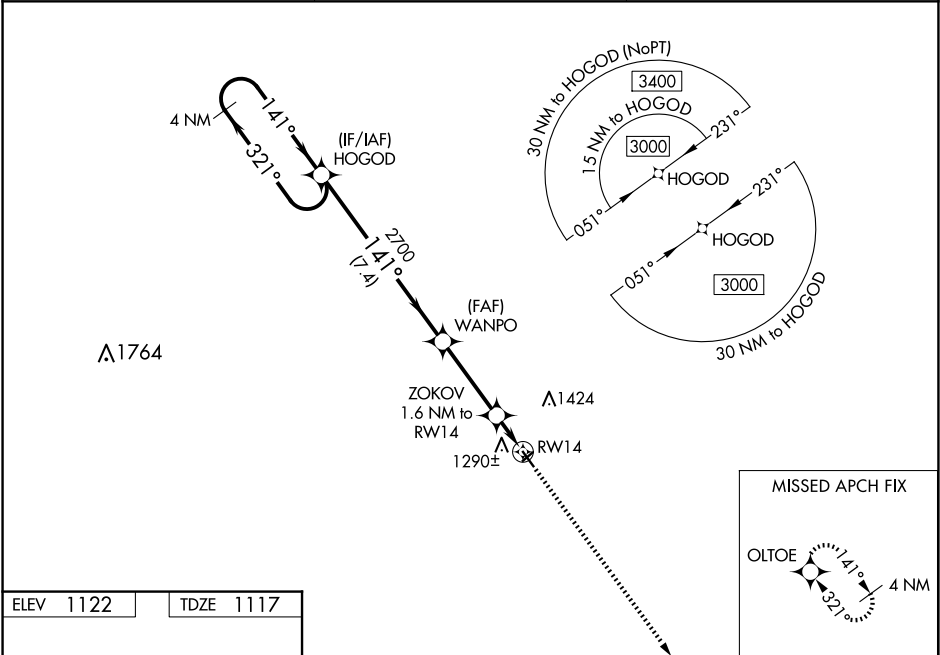 30 NM to HOGOD (NoPT)
3400
15 NM to HOGOD
3000
231°
HOGOD
051°
231°
HOGOD
051°
3000
30 NM to HOGOD
141°
4 NM
321°
(IF/IAF)
HOGOD
2700
141°
(7.4)
(FAF)
WANPO
1764
ZOKOV
1.6 NM to
RW14
1424
1290±
RW14
MISSED APCH FIX
OLTOE
141°
4 NM
321°
ELEV 1122
TDZE 1117